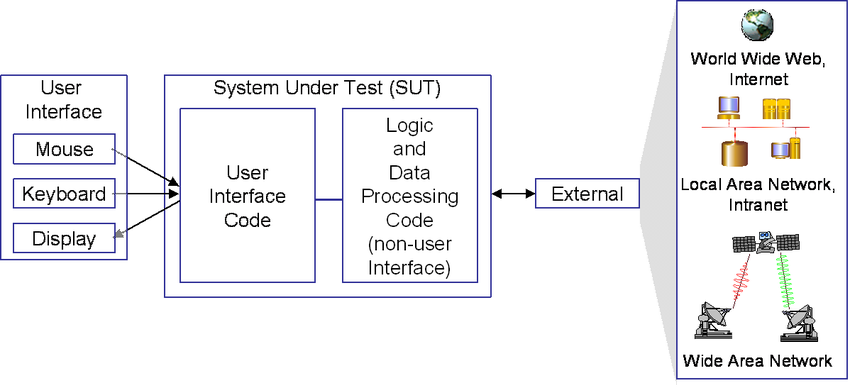 User
Interface
Mouse
Keyboard
Display
System Under Test (SUT)
User
Interface
Code
Logic
and
Data
Processing
Code
(non-user
Interface)
External
World Wide Web,
Internet
Local Area Network,
Intranet
Wide Area Network